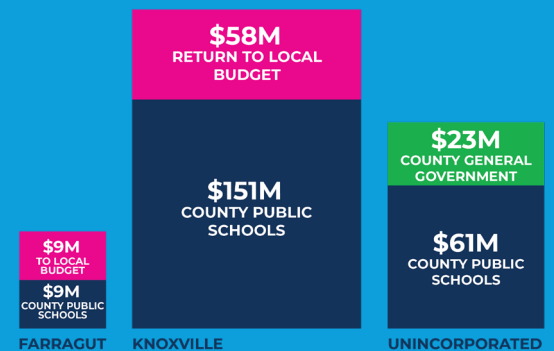 $58M
RETURN TO LOCAL
BUDGET
$151M
COUNTY PUBLIC
SCHOOLS
$23M
COUNTY GENERAL
GOVERNMENT
$61M
COUNTY PUBLIC
SCHOOLS
$9M
TO LOCAL
BUDGET
$9M
COUNTY PUBLIC
SCHOOLS
FARRAGUT
KNOXVILLE
UNINCORPORATED